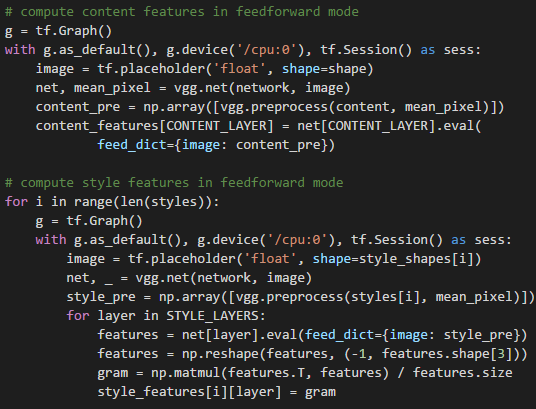 # compute content features in feedforward mode
g = tf.Graph()
with g.as_default(), g.device('/cpu:0'), tf.Session() as sess:
    image = tf.placeholder('float', shape=shape)
    net, mean_pixel = vgg.net(network, image)
    content_pre = np.array([vgg.preprocess(content, mean_pixel)])
    content_features[CONTENT_LAYER] = net[CONTENT_LAYER].eval(
            feed_dict={image: content_pre})

# compute style features in feedforward mode
for i in range(len(styles)):
    g = tf.Graph()
    with g.as_default(), g.device('/cpu:0'), tf.Session() as sess:
        image = tf.placeholder('float', shape=style_shapes[i])
        net, _ = vgg.net(network, image)
        style_pre = np.array([vgg.preprocess(styles[i], mean_pixel)])
        for layer in STYLE_LAYERS:
            features = net[layer].eval(feed_dict={image: style_pre})
            features = np.reshape(features, (-1, features.shape[3]))
            gram = np.matmul(features.T, features) / features.size
            style_features[i][layer] = gram